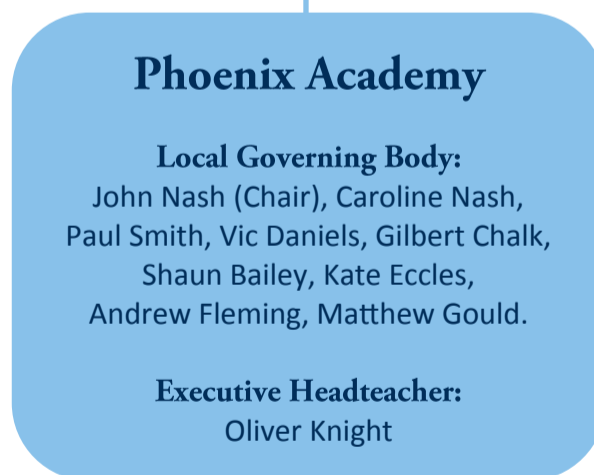 Phoenix Academy
Local Governing Body:
John Nash (Chair), Caroline Nash,
Paul Smith, Vic Daniels, Gilbert Chalk,
Shaun Bailey, Kate Eccles,
Andrew Fleming, Matthew Gould.
Executive Headteacher:
Oliver Knight